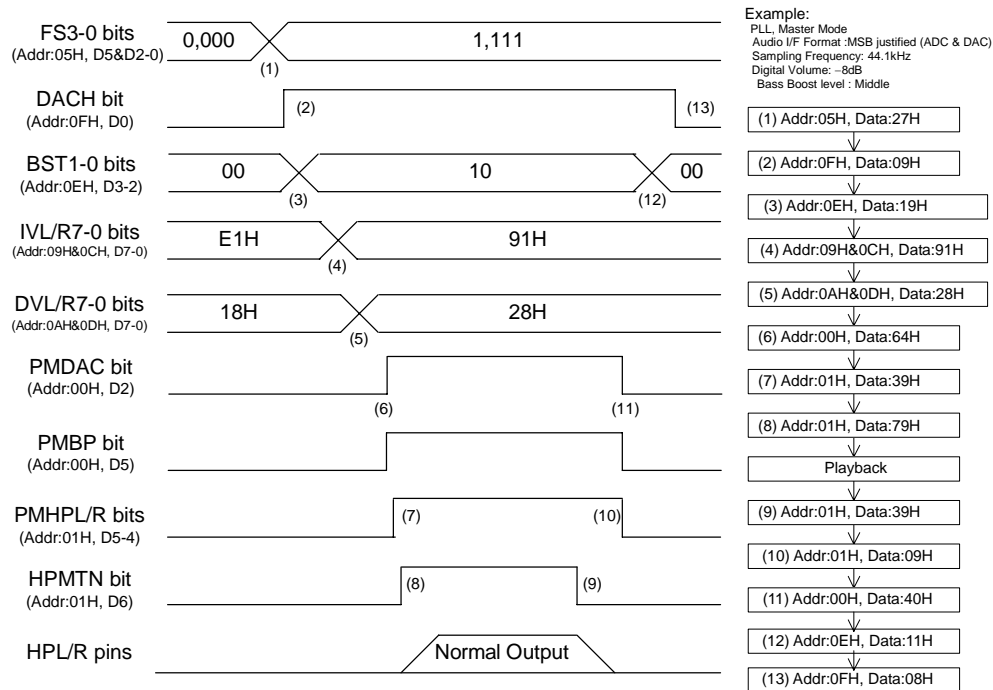 FS3-0 bits
(Addr:05H, D5&D2-0)
0,000
1,111
(1)
DACH bit
(Addr:0FH, D0)
(2)
(13)
BST1-0 bits
(Addr:0EH, D3-2)
00
10
00
(3)
(12)
IVL/R7-0 bits
(Addr:09H&0CH, D7-0)
E1H
91H
(4)
DVL/R7-0 bits
(Addr:0AH&0DH, D7-0)
18H
28H
(5)
PMDAC bit
(Addr:00H, D2)
(6)
(11)
PMBP bit
(Addr:00H, D5)
PMHPL/R bits
(Addr:01H, D5-4)
(7)
(10)
HPMTN bit
(Addr:01H, D6)
(8)
(9)
HPL/R pins
Normal Output
Example:
PLL, Master Mode
Audio I/F Format :MSB justified (ADC & DAC)
Sampling Frequency: 44.1kHz
Digital Volume: −8dB
Bass Boost level : Middle
(1) Addr:05H, Data:27H
(2) Addr:0FH, Data:09H
(3) Addr:0EH, Data:19H
(4) Addr:09H&0CH, Data:91H
(5) Addr:0AH&0DH, Data:28H
(6) Addr:00H, Data:64H
(7) Addr:01H, Data:39H
(8) Addr:01H, Data:79H
Playback
(9) Addr:01H, Data:39H
(10) Addr:01H, Data:09H
(11) Addr:00H, Data:40H
(12) Addr:0EH, Data:11H
(13) Addr:0FH, Data:08H